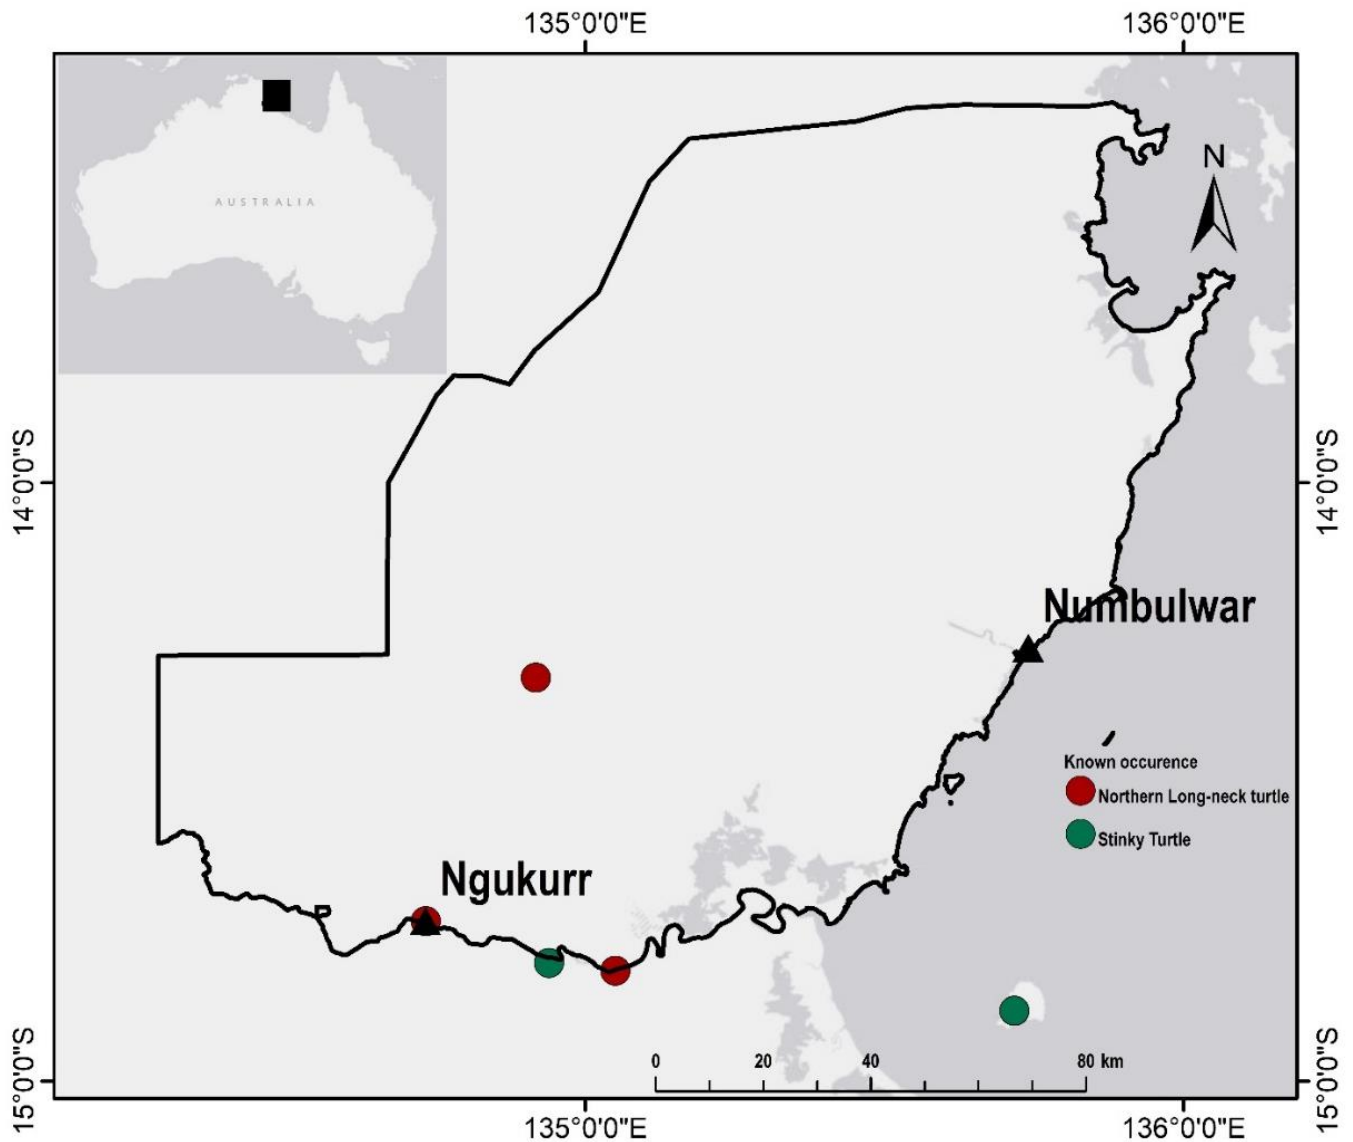 135°0'0"E
136°0'0"E
AUSTRALIA
N
14°0'0"S
14°0'0"S
Numbulwar
Known occurence
Northern Long-neck turtle
Stinky Turtle
Ngukurr
0 20 40 80 km
15°0'0"S
15°0'0"S
135°0'0"E
136°0'0"E